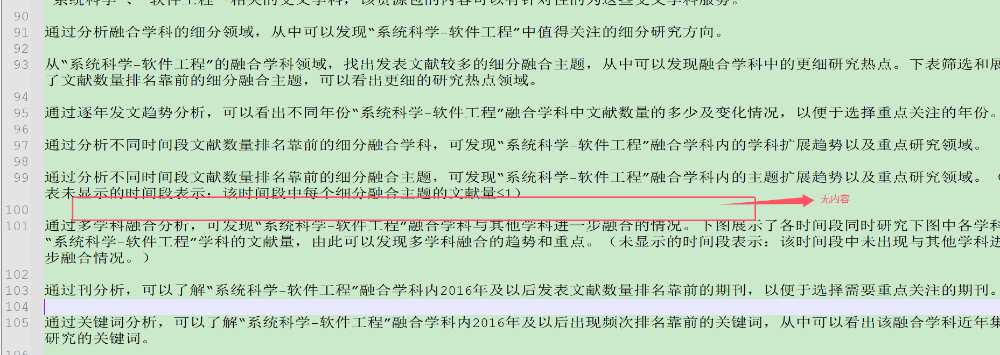 “系统科学”、“软件工程”相关的交叉学科，该资源包的内容可以有针对性的为这些交叉学科服务。
90
91 通过分析融合学科的细分领域，从中可以发现“系统科学-软件工程”中值得关注的细分研究方向。
92
93 从“系统科学-软件工程”的融合学科领域，找出发表文献较多的细分融合主题，从中可以发现融合学科中的更细研究热点。下表筛选和展
了文献数量排名靠前的细分融合主题，可以看出更细的研究热点领域。
94
95 通过逐年发文趋势分析，可以看出不同年份“系统科学-软件工程”融合学科中文献数量的多少及变化情况，以便于选择重点关注的年份。
96
97 通过分析不同时间段文献数量排名靠前的细分融合学科，可发现“系统科学-软件工程”融合学科内的学科扩展趋势以及重点研究领域。
98
99 通过分析不同时间段文献数量排名靠前的细分融合主题，可发现“系统科学-软件工程”融合学科内的主题扩展趋势以及重点研究领域。（
表未显示的时间段表示：该时间段中每个细分融合主题的文献量≤1）
无内容
100
101 通过多学科融合分析，可发现“系统科学-软件工程”融合学科与其他学科进一步融合的情况。下图展示了各时间段同时研究下图中各学科
“系统科学-软件工程”学科的文献量，由此可以发现多学科融合的趋势和重点。（未显示的时间段表示：该时间段中未出现与其他学科进
步融合情况。）
102
103 通过刊分析，可以了解“系统科学-软件工程”融合学科内2016年及以后发表文献数量排名靠前的期刊，以便于选择需要重点关注的期刊。
104
105 通过关键词分析，可以了解“系统科学-软件工程”融合学科内2016年及以后出现频次排名靠前的关键词，从中可以看出该融合学科近年集
研究的关键词。
106